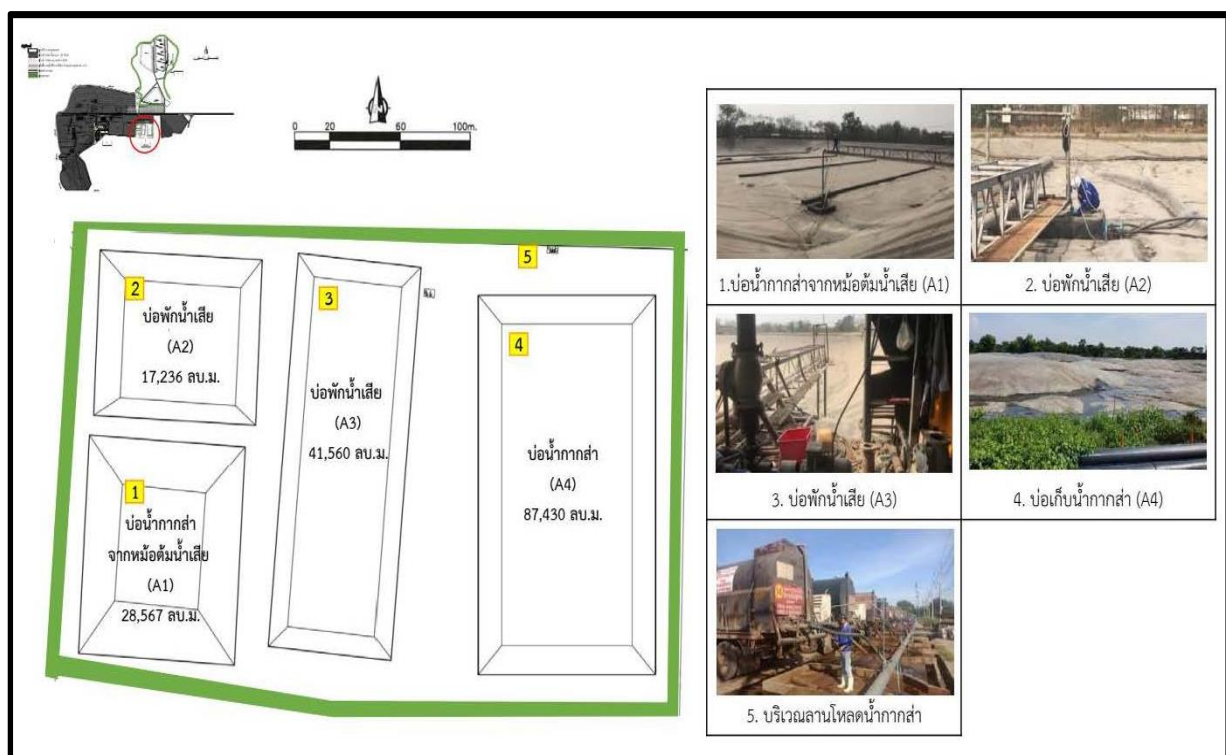 0 20 60 100m.
2
บ่อพักน้ำเสีย
(A2)
17,236 ลบ.ม.
1
บ่อน้ำกากส่า
จากหม้อต้มน้ำเสีย
(A1)
28,567 ลบ.ม.
3
บ่อพักน้ำเสีย
(A3)
41,560 ลบ.ม.
5
4
บ่อน้ำกากส่า
(A4)
87,430 ลบ.ม.
1.บ่อน้ำกากส่าจากหม้อต้มน้ำเสีย (A1)
2. บ่อพักน้ำเสีย (A2)
3. บ่อพักน้ำเสีย (A3)
4. บ่อเก็บน้ำกากส่า (A4)
5. บริเวณลานโหลดน้ำกากส่า